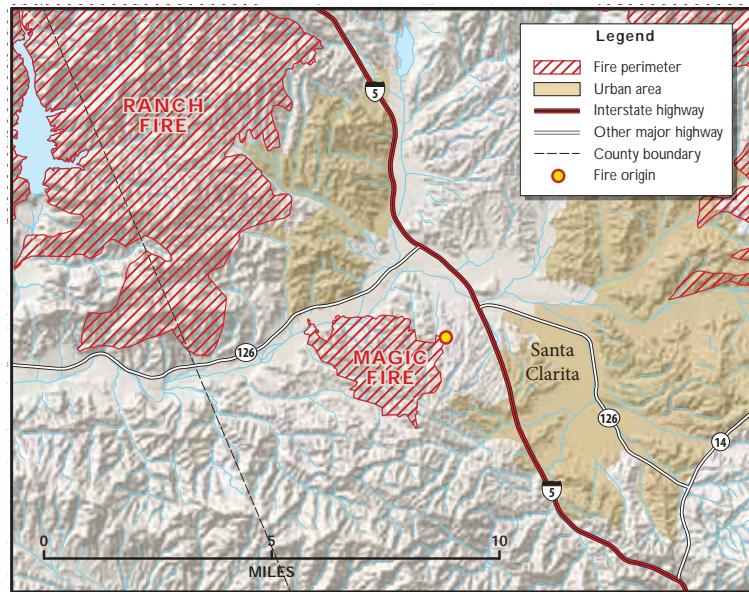 Legend
Fire perimeter
Urban area
Interstate highway
Other major highway
County boundary
Fire origin
5
RANCH
FIRE
126
MAGIC
FIRE
Santa
Clarita
126
14
5
0
5
10
MILES